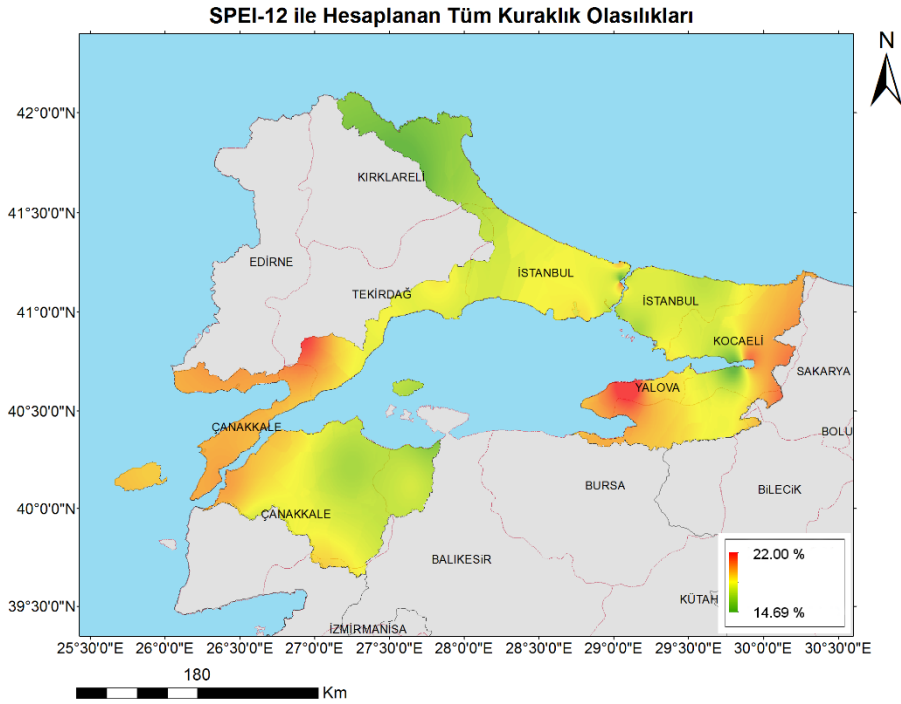 SPEI-12 ile Hesaplanan Tüm Kuraklık Olasılıkları
N
42°0'0"N
KIRKLARELİ
41°30'0"N
EDİRNE
İSTANBUL
TEKİRDAĞ
İSTANBUL
41°0'0"N
KOCAELİ
SAKARYA
YALOVA
40°30'0"N
ÇANAKKALE
BOLU
BURSA
BİLECİK
40°0'0"N
ÇANAKKALE
BALIKESİR
22.00 %
KÜTAH
14.69 %
39°30'0"N
İZMİRMANİSA
25°30'0"E 26°0'0"E 26°30'0"E 27°0'0"E 27°30'0"E 28°0'0"E 28°30'0"E 29°0'0"E 29°30'0"E 30°0'0"E 30°30'0"E
180
Km